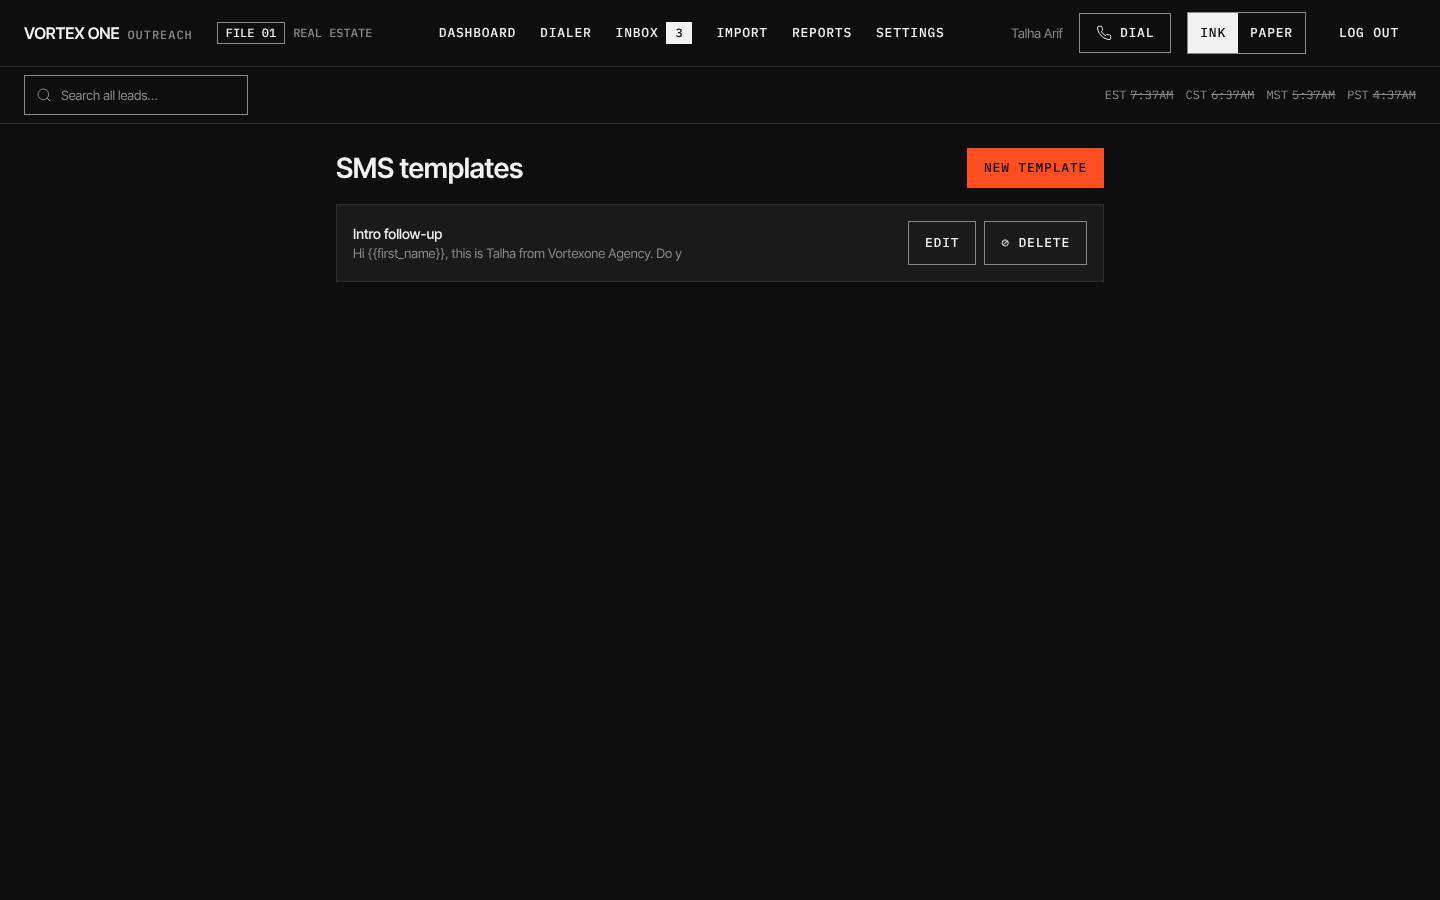 VORTEX ONE OUTREACH FILE 01 REAL ESTATE DASHBOARD DIALER INBOX 3 IMPORT REPORTS SETTINGS Talha Arif DIAL INK PAPER LOG OUT
Search all leads... EST 7:37AM CST 6:37AM MST 5:37AM PST 4:37AM
SMS templates NEW TEMPLATE
Intro follow-up
Hi {{first_name}}, this is Talha from Vortexone Agency. Do y
EDIT ⊘ DELETE